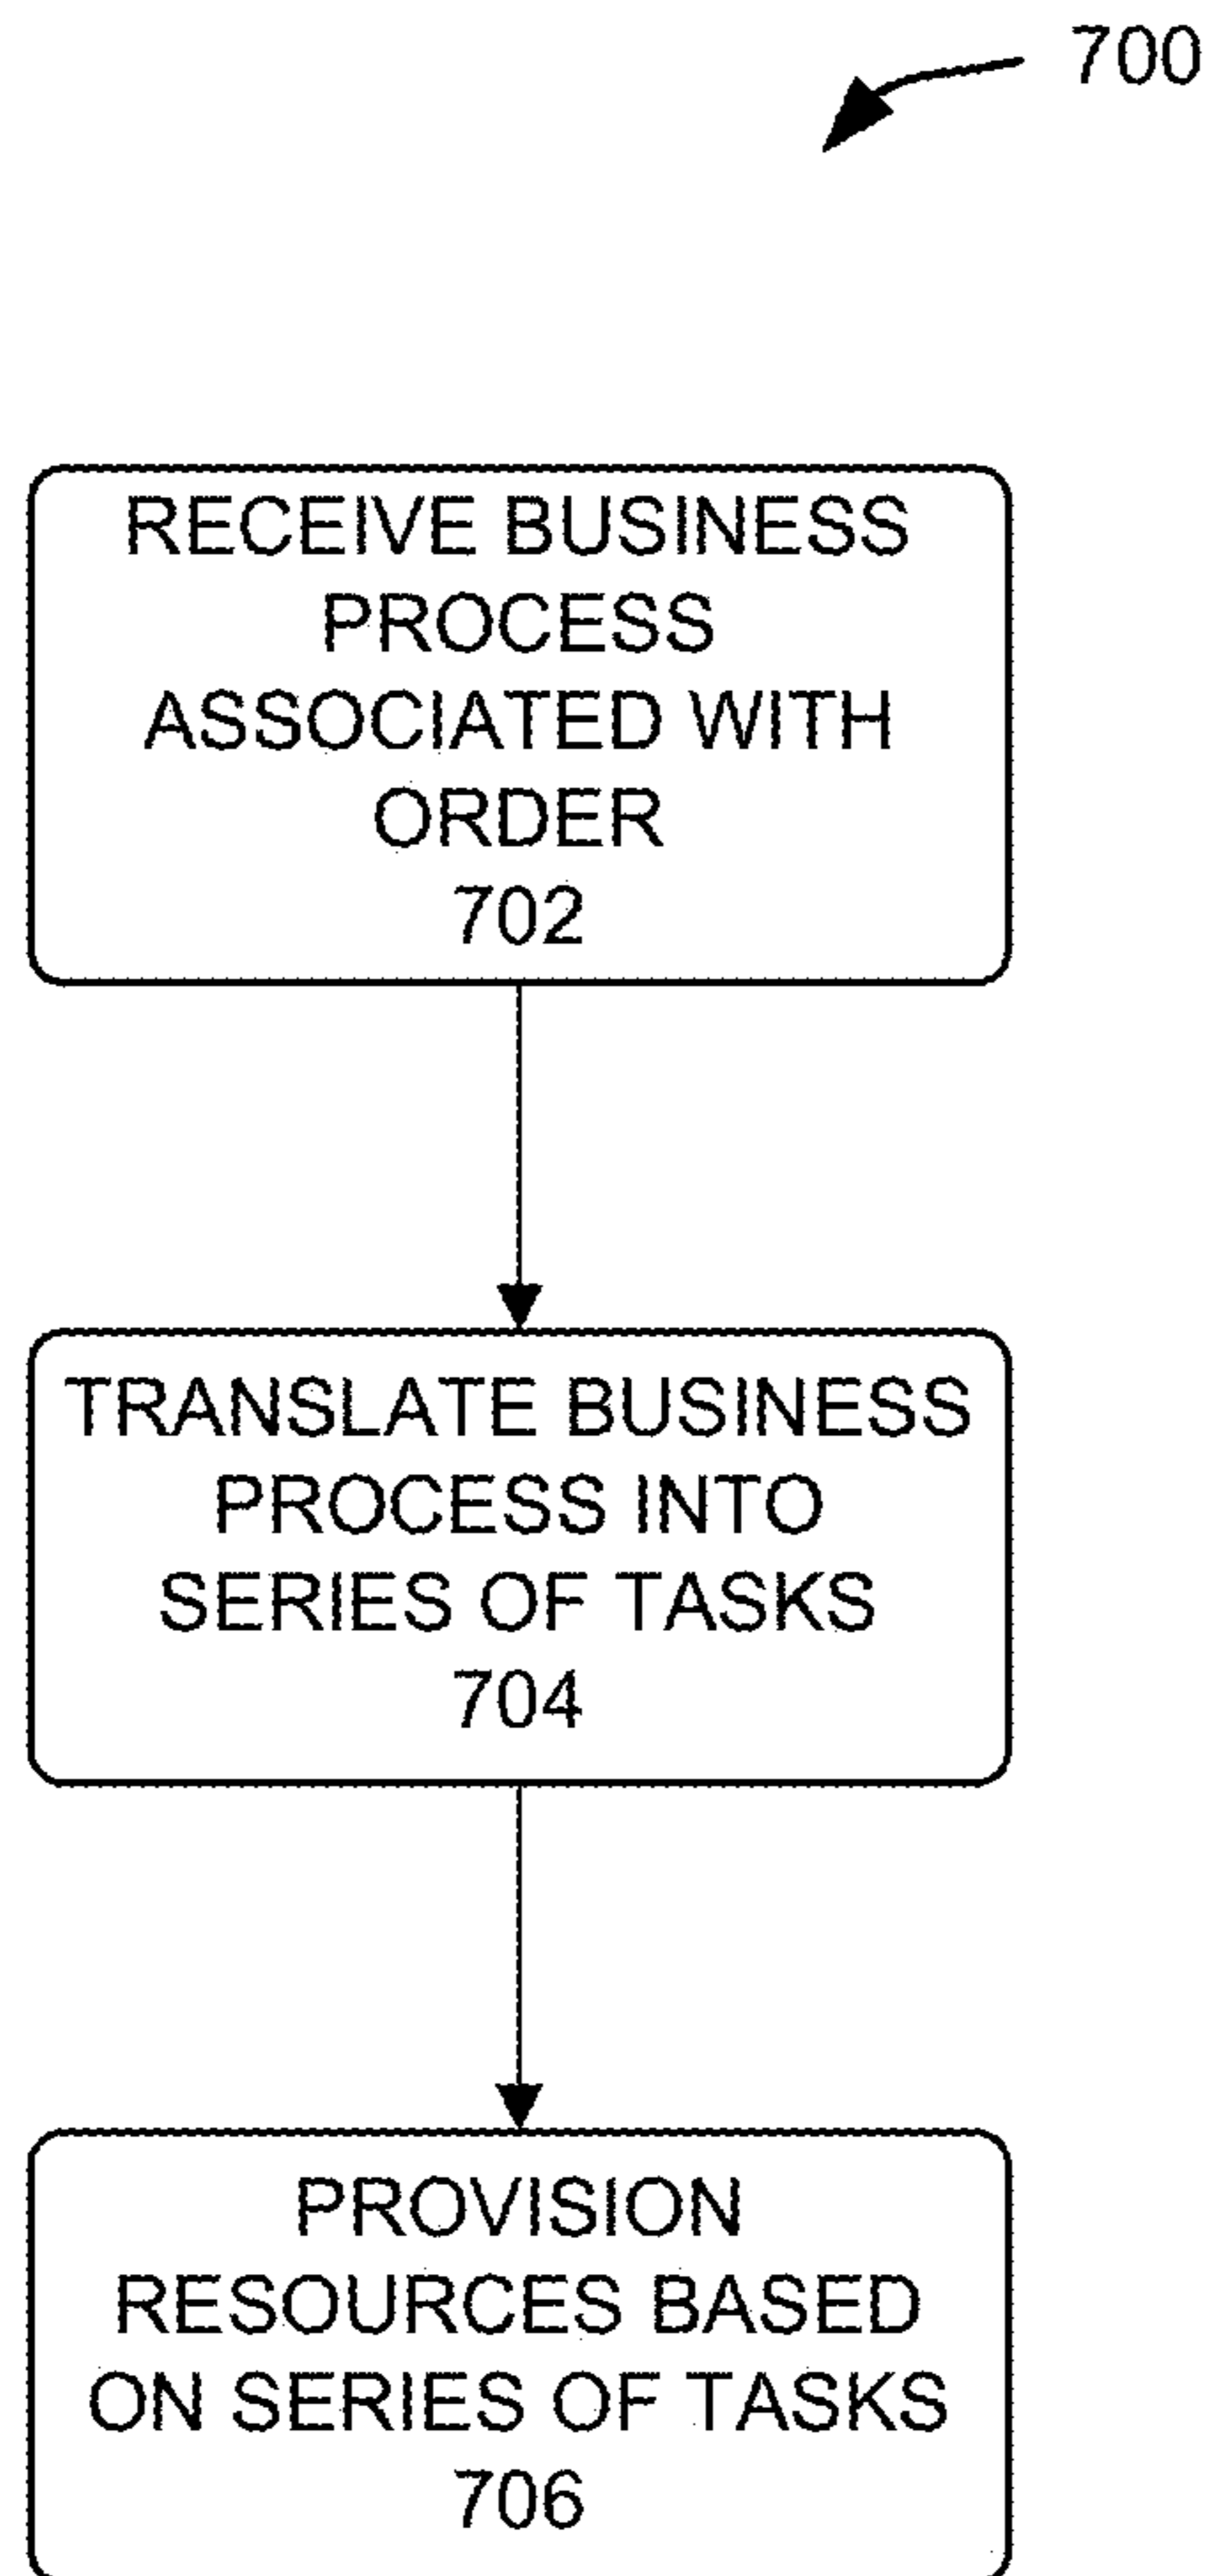 700
RECEIVE BUSINESS
PROCESS
ASSOCIATED WITH
ORDER
702
TRANSLATE BUSINESS
PROCESS INTO
SERIES OF TASKS
704
PROVISION
RESOURCES BASED
ON SERIES OF TASKS
706